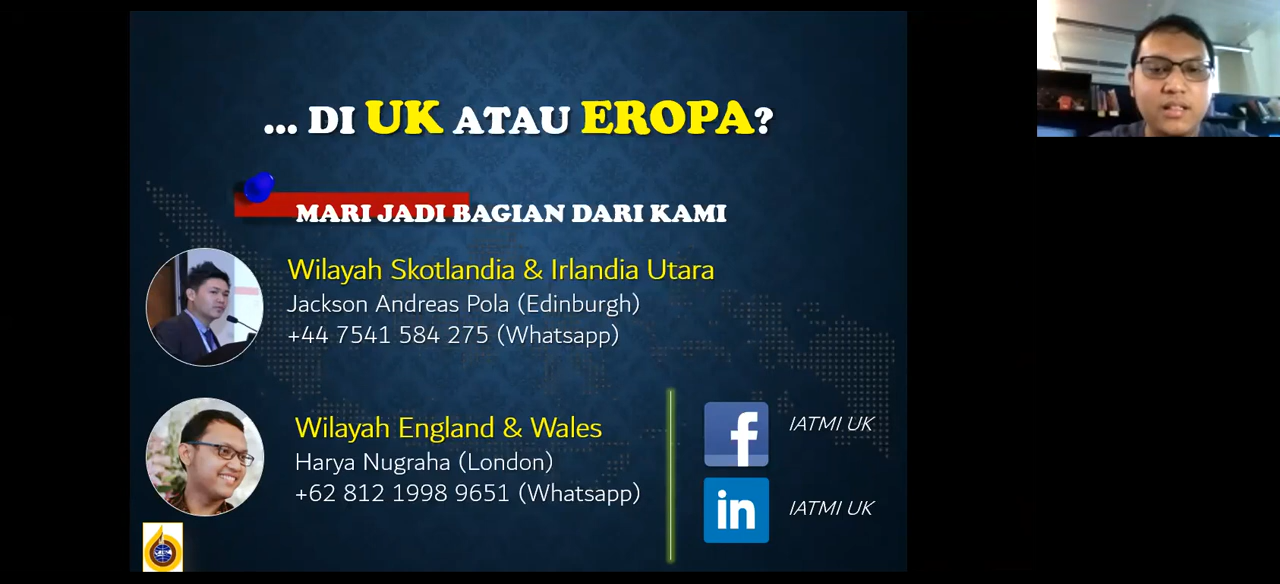 ... DI UK ATAU EROPA?
MARI JADI BAGIAN DARI KAMI
Wilayah Skotlandia & Irlandia Utara
Jackson Andreas Pola (Edinburgh)
+44 7541 584 275 (Whatsapp)
Wilayah England & Wales
Harya Nugraha (London)
+62 812 1998 9651 (Whatsapp)
f
IATMI UK
in
IATMI UK